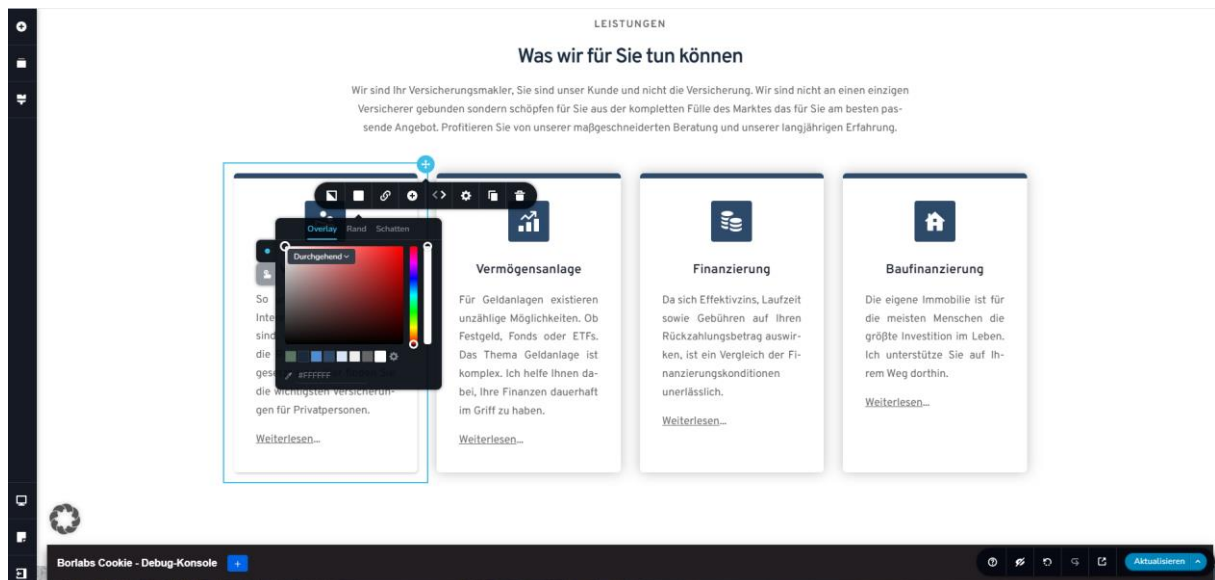 LEISTUNGEN
Was wir für Sie tun können
Wir sind Ihr Versicherungsmakler, Sie sind unser Kunde und nicht die Versicherung. Wir sind nicht an einen einzigen
Versicherer gebunden sondern schöpfen für Sie aus der kompletten Fülle des Marktes das für Sie am besten pas-
sende Angebot. Profitieren Sie von unserer maßgeschneiderten Beratung und unserer langjährigen Erfahrung.
Overlay Rand Schatten
Durchgehend
#FFFFFF
So
Inte
sind
die
ges
die wichtigsten Versicherun-
gen für Privatpersonen.
Weiterlesen...
Vermögensanlage
Für Geldanlagen existieren
unzählige Möglichkeiten. Ob
Festgeld, Fonds oder ETFs.
Das Thema Geldanlage ist
komplex. Ich helfe Ihnen da-
bei, Ihre Finanzen dauerhaft
im Griff zu haben.
Weiterlesen...
Finanzierung
Da sich Effektivzins, Laufzeit
sowie Gebühren auf Ihren
Rückzahlungsbetrag auswir-
ken, ist ein Vergleich der Fi-
nanzierungskonditionen
unerlässlich.
Weiterlesen...
Baufinanzierung
Die eigene Immobilie ist für
die meisten Menschen die
größte Investition im Leben.
Ich unterstütze Sie auf Ih-
rem Weg dorthin.
Weiterlesen...
Borlabs Cookie - Debug-Konsole +
Aktualisieren